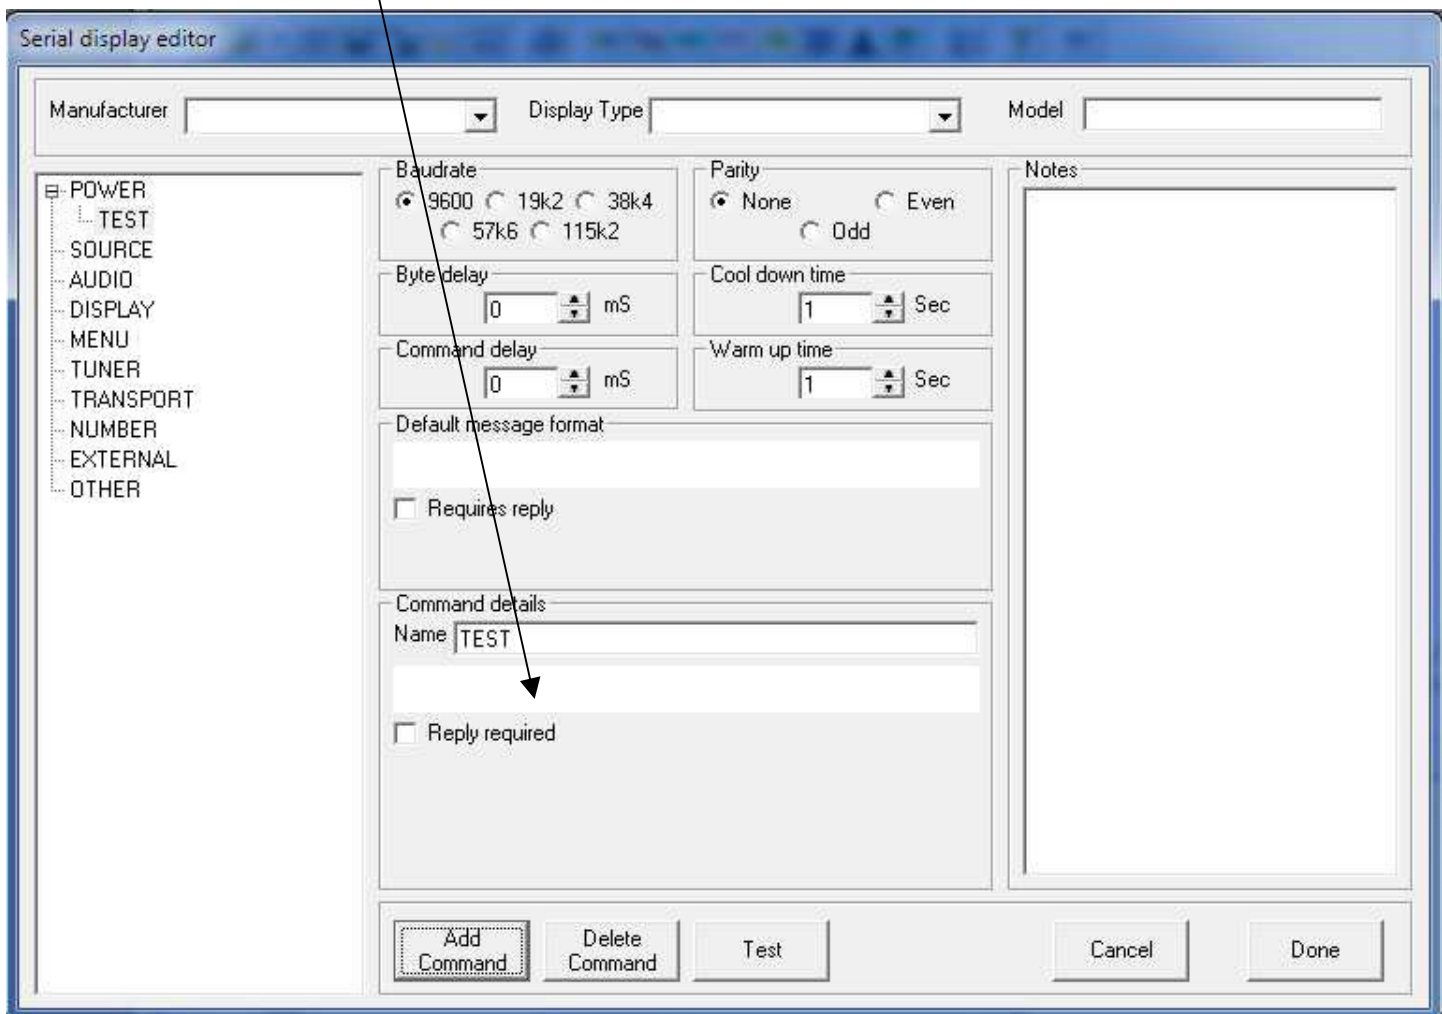 Serial display editor
Manufacturer Display Type Model
POWER
TEST
SOURCE
AUDIO
DISPLAY
MENU
TUNER
TRANSPORT
NUMBER
EXTERNAL
OTHER
Baudrate
9600 19k2 38k4
57k6 115k2
Parity
None Even
Odd
Byte delay
0 mS
Cool down time
1 Sec
Command delay
0 mS
Warm up time
1 Sec
Default message format
Requires reply
Command details
Name TEST
Reply required
Notes
Add
Command
Delete
Command
Test
Cancel
Done